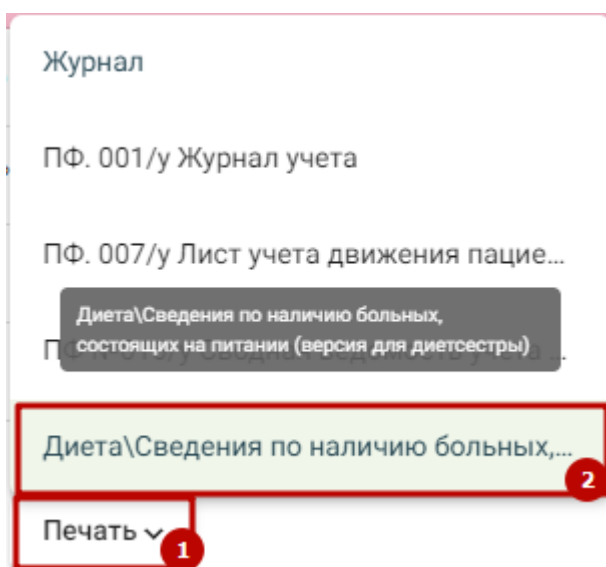 Журнал
ПФ. 001/у Журнал учета
ПФ. 007/у Лист учета движения пацие...
Диета\Сведения по наличию больных,
состоящих на питании (версия для диетсестры)
Диета\Сведения по наличию больных,...
2
Печать
1